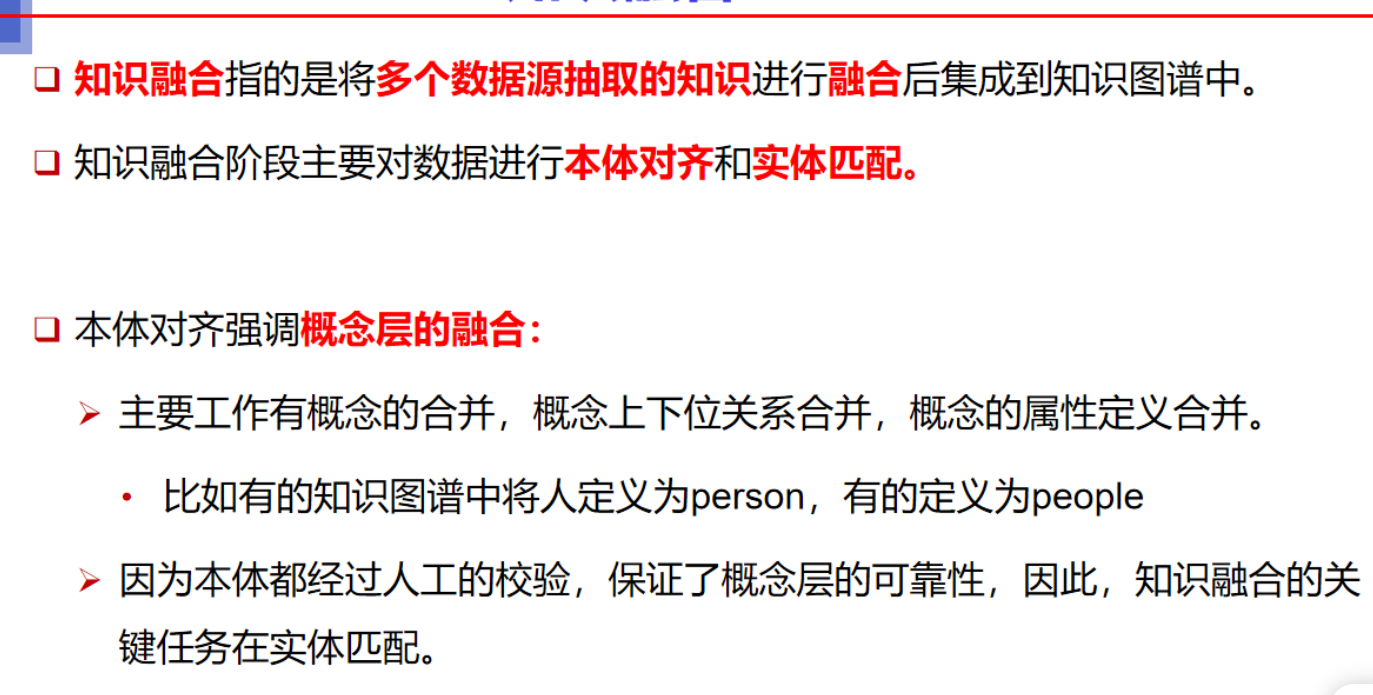 知识融合指的是将多个数据源抽取的知识进行融合后集成到知识图谱中。
知识融合阶段主要对数据进行本体对齐和实体匹配。
本体对齐强调概念层的融合：
主要工作有概念的合并，概念上下位关系合并，概念的属性定义合并。
比如有的知识图谱中将人定义为person，有的定义为people
因为本体都经过人工的校验，保证了概念层的可靠性，因此，知识融合的关
键任务在实体匹配。